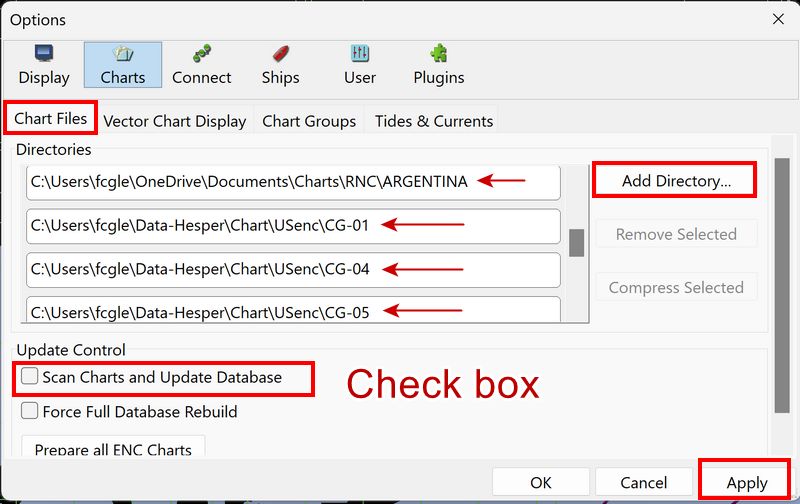 Options
Display Charts Connect Ships User Plugins
Chart Files Vector Chart Display Chart Groups Tides & Currents
Directories
C:\Users\fcgle\OneDrive\Documents\Charts\RNC\ARGENTINA
Add Directory...
C:\Users\fcgle\Data-Hesper\Chart\USenc\CG-01
Remove Selected
C:\Users\fcgle\Data-Hesper\Chart\USenc\CG-04
Compress Selected
C:\Users\fcgle\Data-Hesper\Chart\USenc\CG-05
Update Control
Scan Charts and Update Database
Check box
Force Full Database Rebuild
Prepare all ENC Charts
OK Cancel Apply